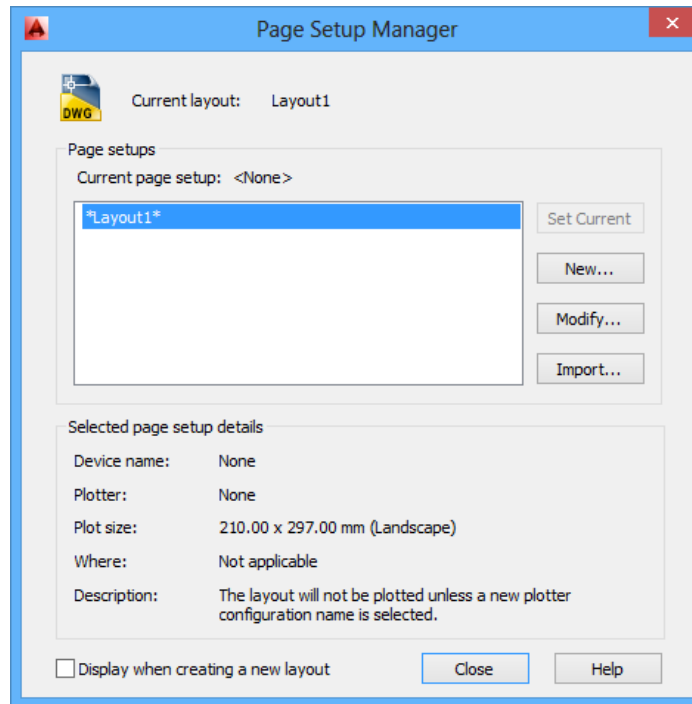 Page Setup Manager
DWG
Current layout: Layout1
Page setups
Current page setup: <None>
*Layout1*
Set Current
New...
Modify...
Import...
Selected page setup details
Device name: None
Plotter: None
Plot size: 210.00 x 297.00 mm (Landscape)
Where: Not applicable
Description: The layout will not be plotted unless a new plotter
configuration name is selected.
Display when creating a new layout
Close
Help